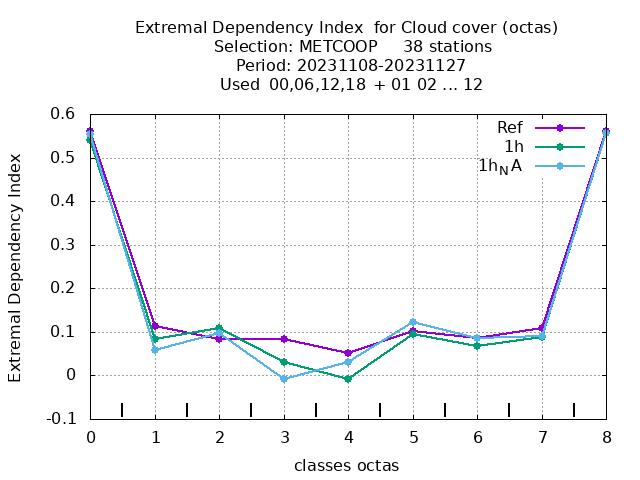 Extremal Dependency Index  for Cloud cover (octas)
Selection: METCOOP     38 stations
Period: 20231108-20231127
Used  00,06,12,18  + 01 02 ... 12
Extremal Dependency Index
0.6
0.5
0.4
0.3
0.2
0.1
0
-0.1
Ref
1h
1h_NA
0 1 2 3 4 5 6 7 8
classes octas